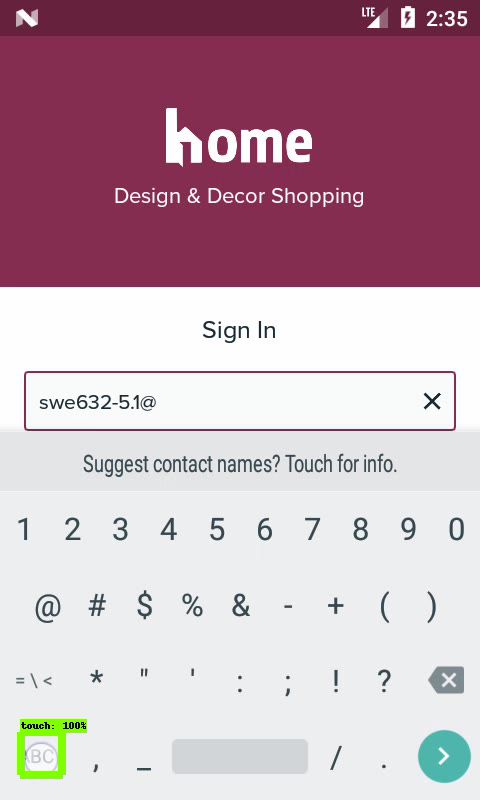 LTE 2:35
home
Design & Decor Shopping
Sign In
swe632-5.1@
Suggest contact names? Touch for info.
1 2 3 4 5 6 7 8 9 0
@ # $ % & - + ( )
= \ < * " ' : ; ! ?
touch: 100%
ABC , _ / .